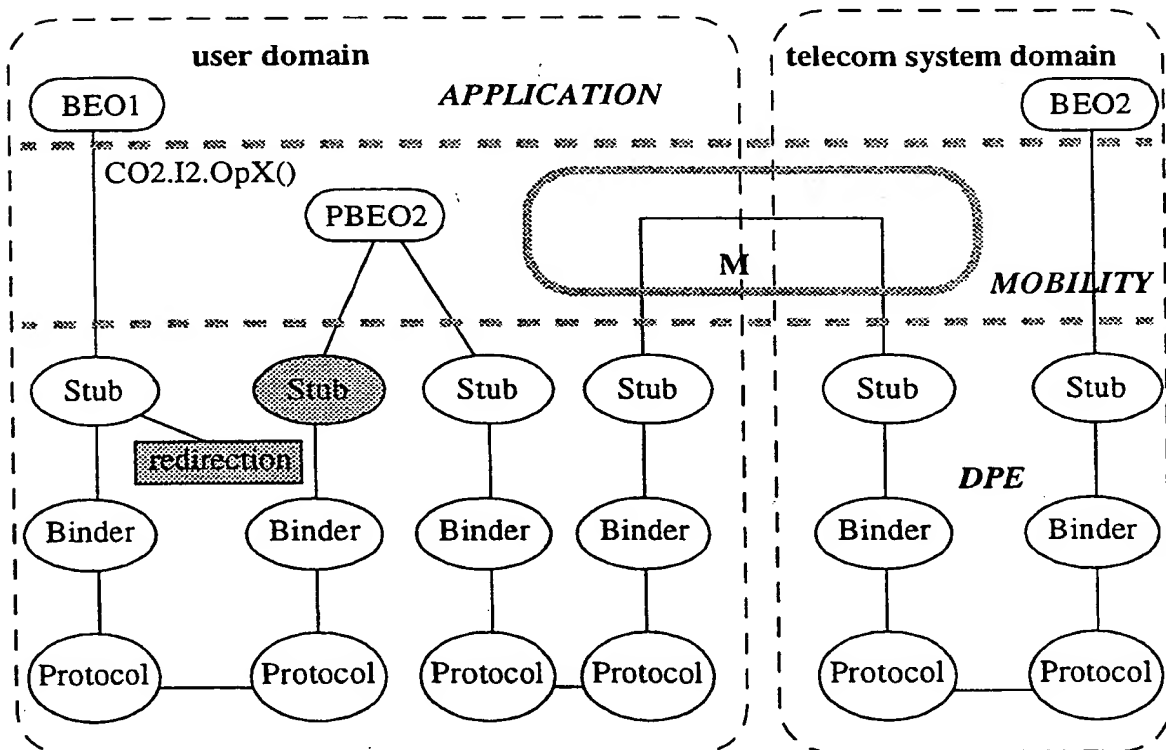 user domain
telecom system domain
BEO1
APPLICATION
BEO2
CO2.I2.OpX()
PBEO2
M
MOBILITY
Stub
Stub
Stub
Stub
Stub
Stub
redirection
DPE
Binder
Binder
Binder
Binder
Binder
Binder
Protocol
Protocol
Protocol
Protocol
Protocol
Protocol